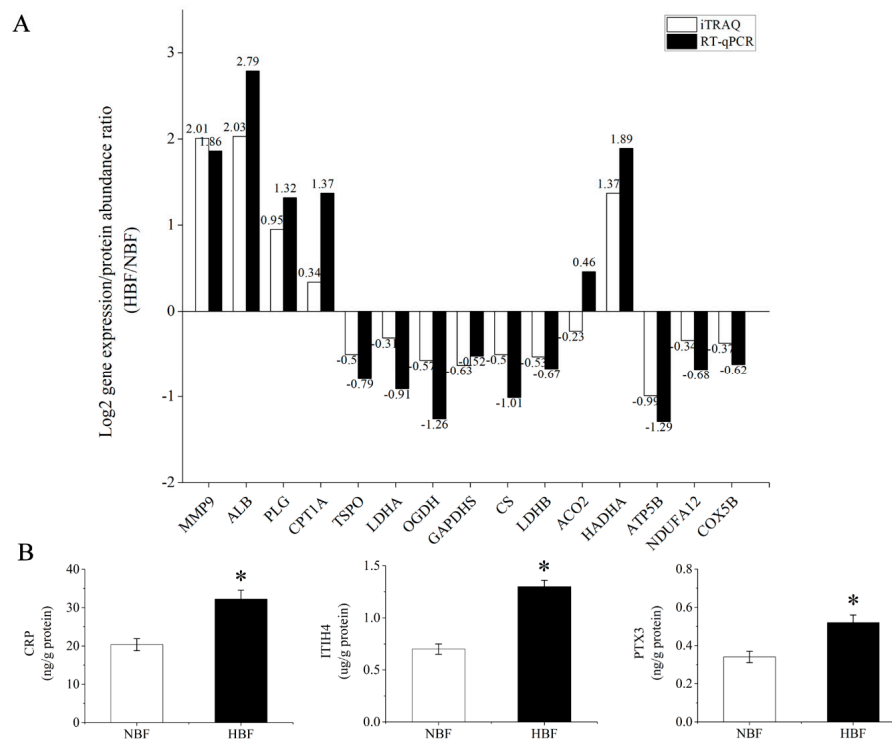 A
iTRAQ
RT-qPCR
Log2 gene expression/protein abundance ratio
(HBF/NBF)
3
2
1
0
-1
-2
2.01
1.86
2.03
2.79
0.95
1.32
0.34
1.37
-0.5
-0.79
-0.31
-0.91
-0.57
-1.26
-0.63
-0.52
-0.5
-1.01
-0.53
-0.67
-0.23
0.46
1.37
1.89
-0.99
-1.29
-0.34
-0.68
-0.37
-0.62
MMP9
ALB
PLG
CPT1A
TSPO
LDHA
OGDH
GAPDHS
CS
LDHB
ACO2
HADHA
ATP5B
NDUFA12
COX5B
B
CRP
(ng/g protein)
40
30
20
10
0
*
NBF
HBF
ITIH4
(ug/g protein)
1.5
1.0
0.5
0.0
*
NBF
HBF
PTX3
(ng/g protein)
0.8
0.6
0.4
0.2
0.0
*
NBF
HBF